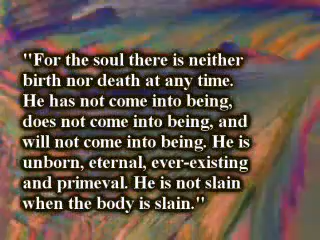 "For the soul there is neither
birth nor death at any time.
He has not come into being,
does not come into being, and
will not come into being. He is
unborn, eternal, ever-existing
and primeval. He is not slain
when the body is slain."